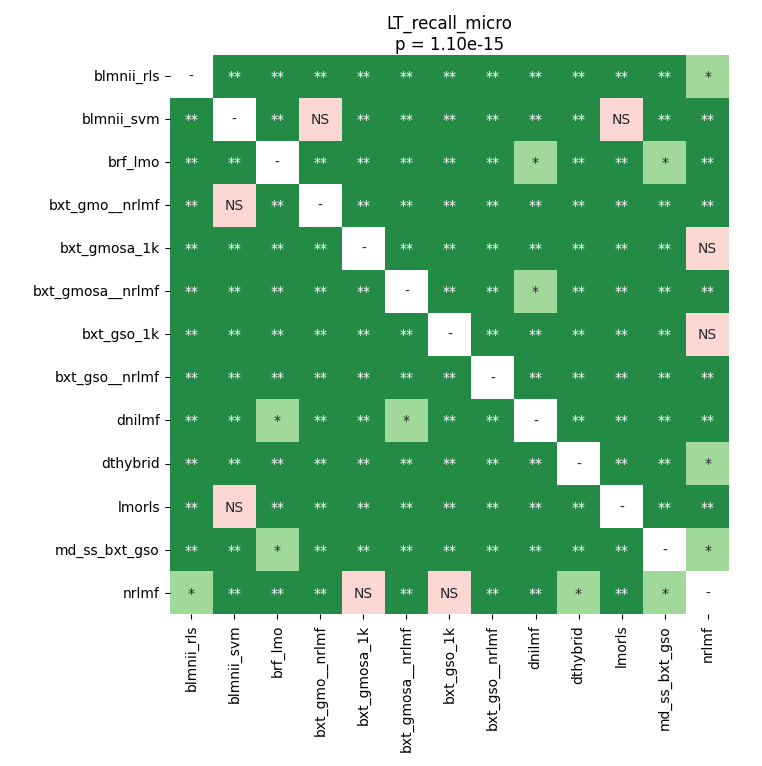 LT_recall_micro
p = 1.10e-15
blmnii_rls - ** ** ** ** ** ** ** ** ** ** ** *
blmnii_svm ** - ** NS ** ** ** ** ** ** NS ** **
brf_lmo ** ** - ** ** ** ** ** * ** ** * **
bxt_gmo__nrlmf ** NS ** - ** ** ** ** ** ** ** ** **
bxt_gmosa_1k ** ** ** ** - ** ** ** ** ** ** ** NS
bxt_gmosa__nrlmf ** ** ** ** ** - ** ** * ** ** ** **
bxt_gso_1k ** ** ** ** ** ** - ** ** ** ** ** NS
bxt_gso__nrlmf ** ** ** ** ** ** ** - ** ** ** ** **
dnilmf ** ** * ** ** * ** ** - ** ** ** **
dthybrid ** ** ** ** ** ** ** ** ** - ** ** *
lmorls ** NS ** ** ** ** ** ** ** ** - ** **
md_ss_bxt_gso ** ** * ** ** ** ** ** ** ** ** - *
nrlmf * ** ** ** NS ** NS ** ** * ** * -
blmnii_rls
blmnii_svm
brf_lmo
bxt_gmo__nrlmf
bxt_gmosa_1k
bxt_gmosa__nrlmf
bxt_gso_1k
bxt_gso__nrlmf
dnilmf
dthybrid
lmorls
md_ss_bxt_gso
nrlmf